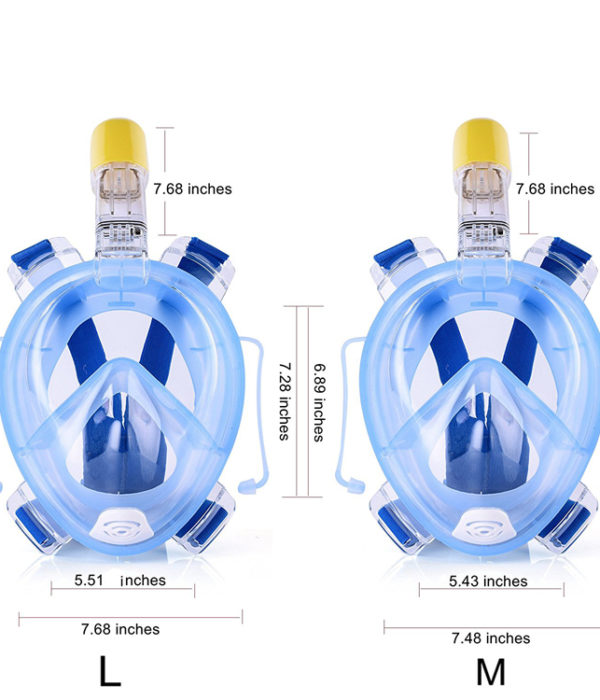 7.68 inches
7.68 inches
7.28 inches
6.89 inches
5.51 inches
5.43 inches
7.68 inches
7.48 inches
L
M